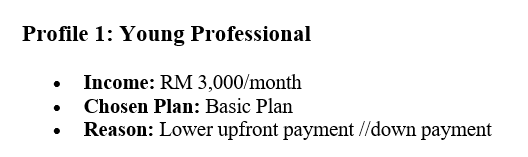 Profile 1: Young Professional
• Income: RM 3,000/month
• Chosen Plan: Basic Plan
• Reason: Lower upfront payment //down payment